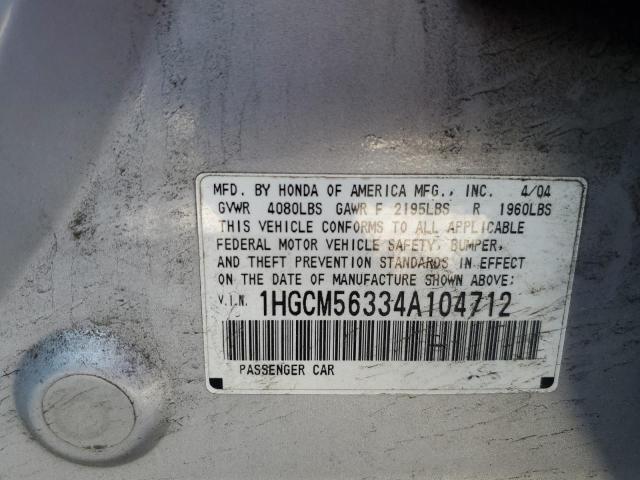 MFD. BY HONDA OF AMERICA MFG., INC. 4/04
GVWR 4080LBS GAWR F 2195LBS R 1960LBS
THIS VEHICLE CONFORMS TO ALL APPLICABLE
FEDERAL MOTOR VEHICLE SAFETY, BUMPER,
AND THEFT PREVENTION STANDARDS IN EFFECT
ON THE DATE OF MANUFACTURE SHOWN ABOVE:
V.I.N. 1HGCM56334A104712
PASSENGER CAR